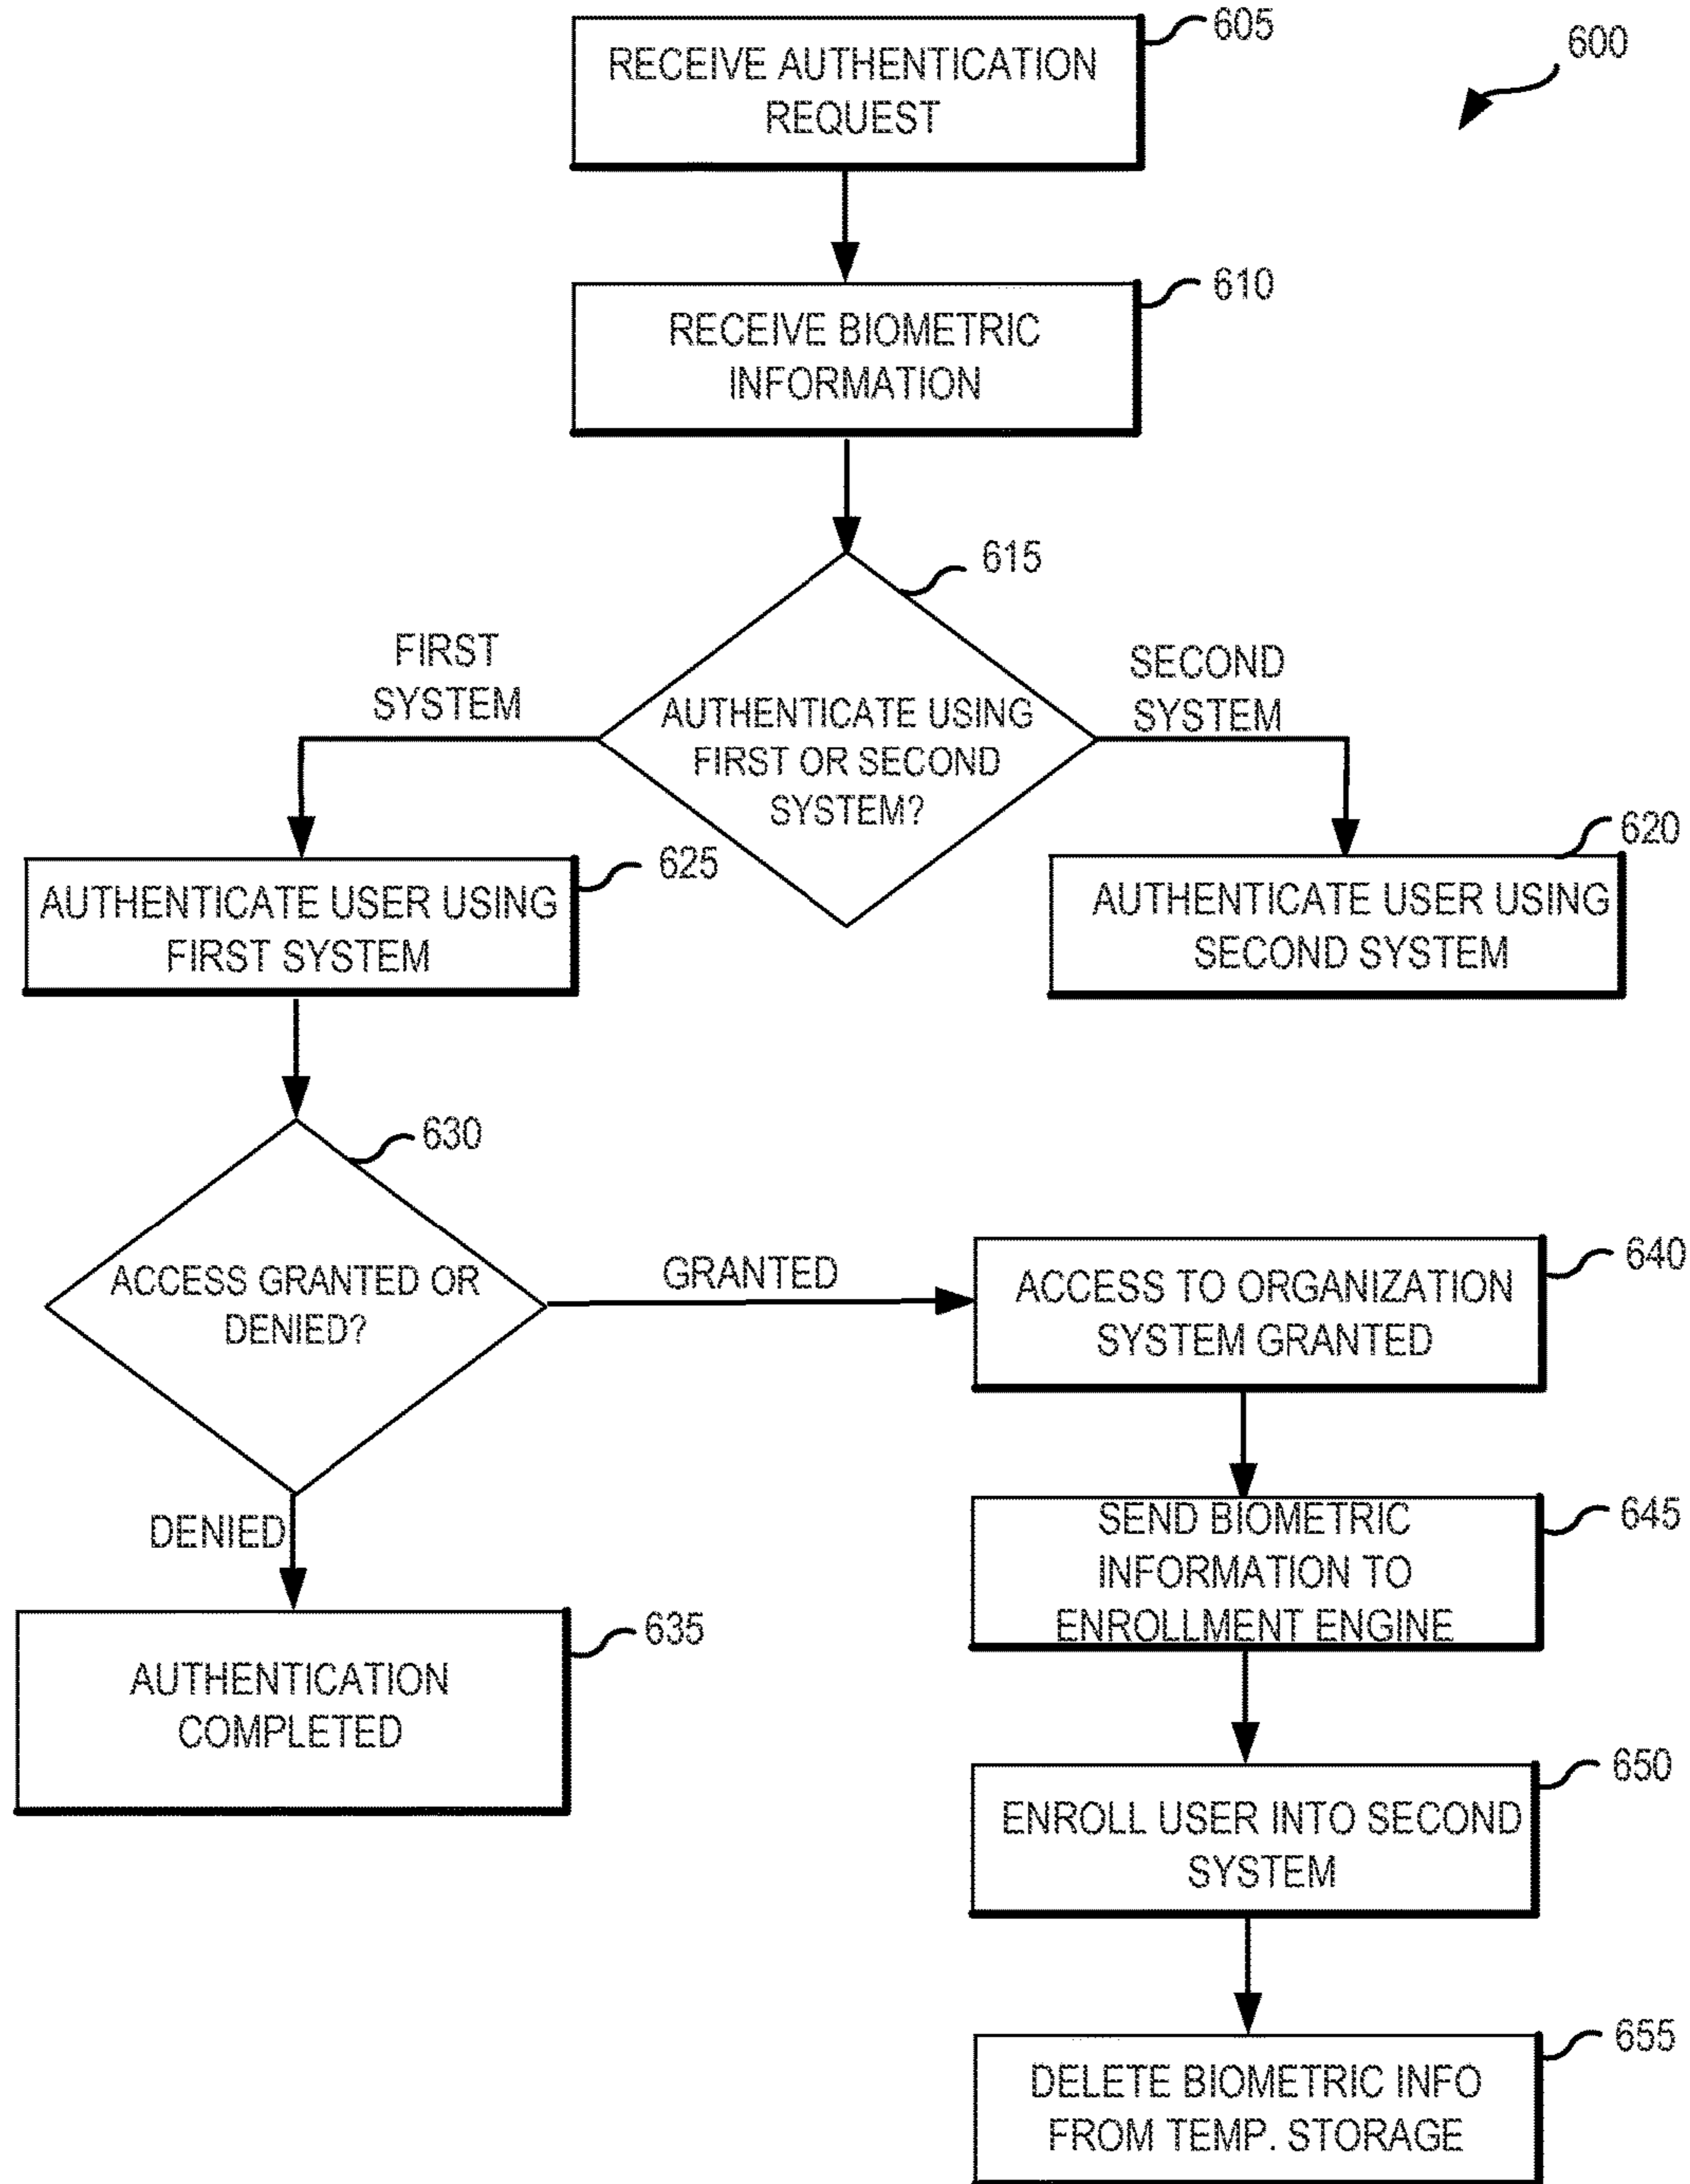 605
600
RECEIVE AUTHENTICATION
REQUEST
610
RECEIVE BIOMETRIC
INFORMATION
615
FIRST
SYSTEM
SECOND
SYSTEM
AUTHENTICATE USING
FIRST OR SECOND
SYSTEM?
625
620
AUTHENTICATE USER USING
FIRST SYSTEM
AUTHENTICATE USER USING
SECOND SYSTEM
630
ACCESS GRANTED OR
DENIED?
GRANTED
640
ACCESS TO ORGANIZATION
SYSTEM GRANTED
DENIED
645
SEND BIOMETRIC
INFORMATION TO
ENROLLMENT ENGINE
635
AUTHENTICATION
COMPLETED
650
ENROLL USER INTO SECOND
SYSTEM
655
DELETE BIOMETRIC INFO
FROM TEMP. STORAGE